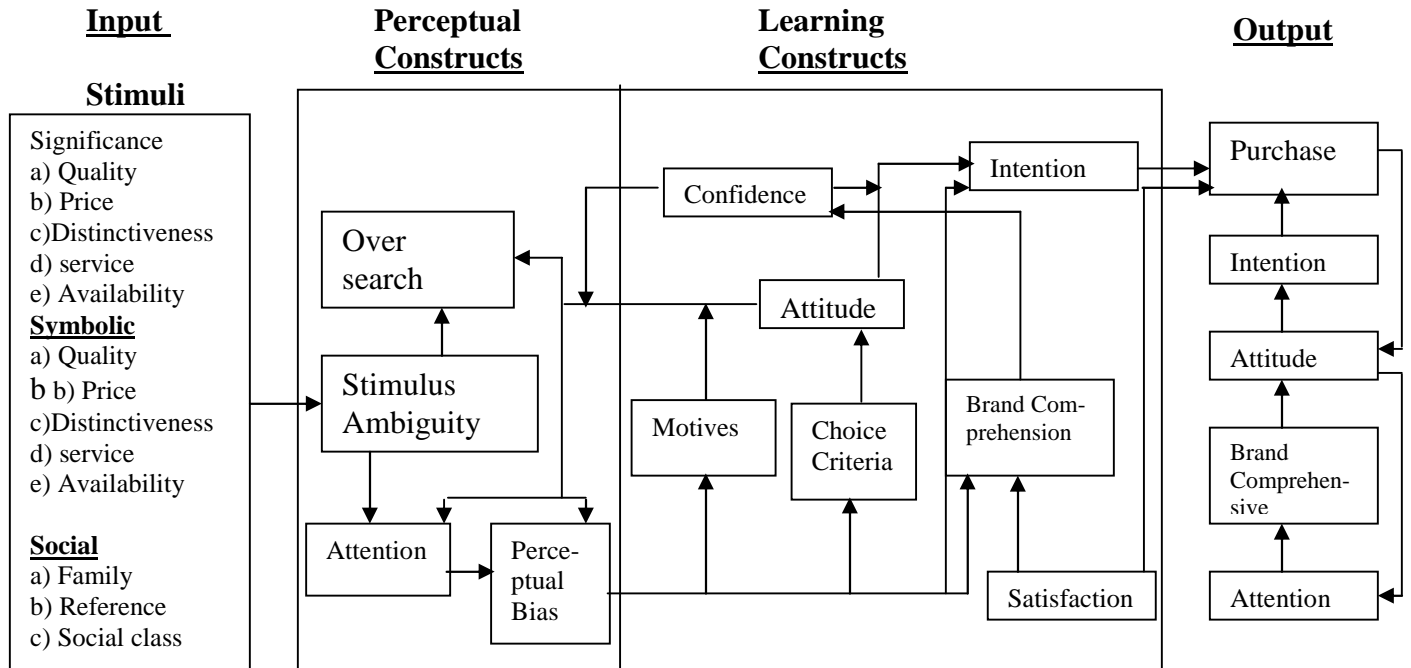 Input
Perceptual
Constructs
Learning
Constructs
Output
Stimuli
Significance
a) Quality
b) Price
c)Distinctiveness
d) service
e) Availability
Symbolic
a) Quality
b b) Price
c)Distinctiveness
d) service
e) Availability
Social
a) Family
b) Reference
c) Social class
Over
search
Stimulus
Ambiguity
Attention
Perce-
ptual
Bias
Confidence
Intention
Attitude
Motives
Choice
Criteria
Brand Com-
prehension
Satisfaction
Purchase
Intention
Attitude
Brand
Comprehen-
sive
Attention